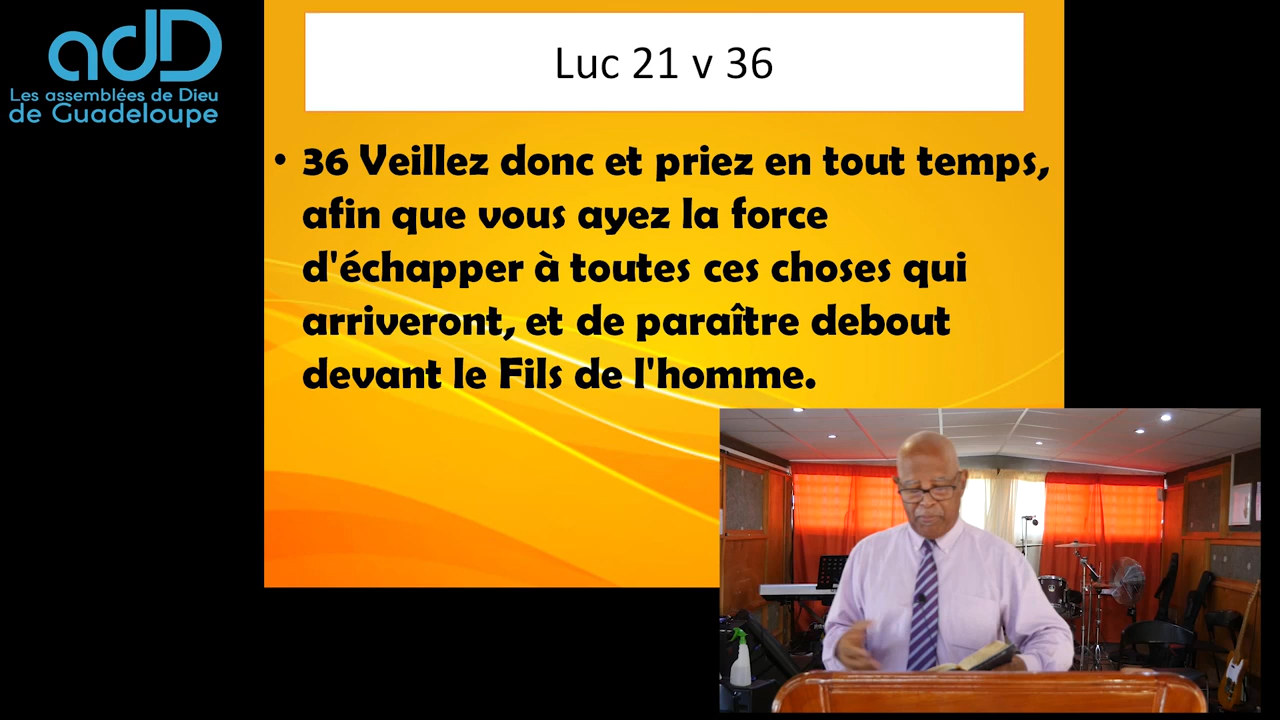 adD
Les assemblées de Dieu
de Guadeloupe
Luc 21 v 36
• 36 Veillez donc et priez en tout temps,
afin que vous ayez la force
d'échapper à toutes ces choses qui
arriveront, et de paraître debout
devant le Fils de l'homme.